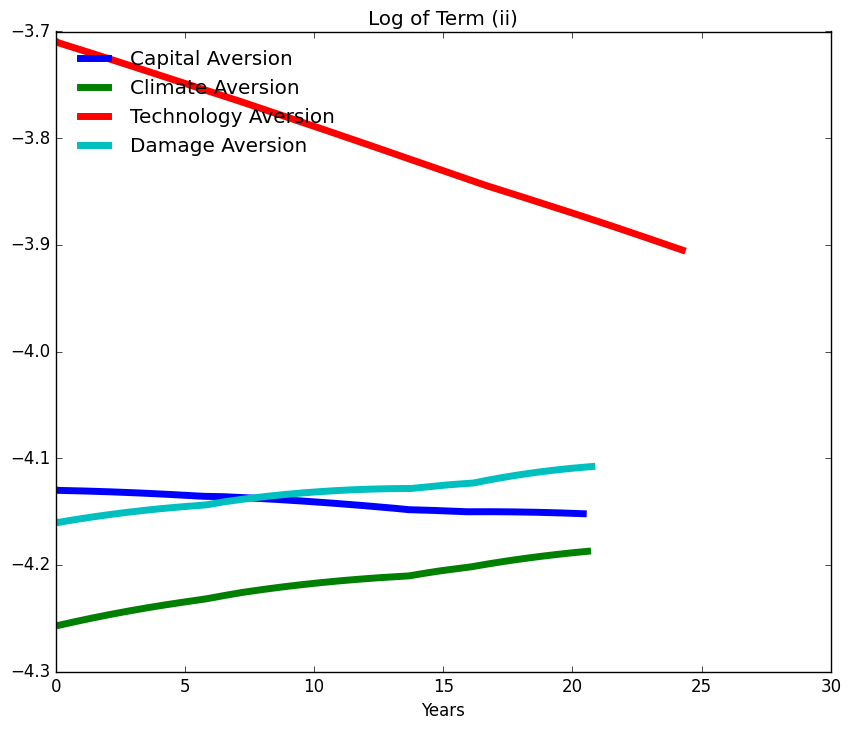 Log of Term (ii)
−3.7
−3.8
−3.9
−4.0
−4.1
−4.2
−4.3
Capital Aversion
Climate Aversion
Technology Aversion
Damage Aversion
0 5 10 15 20 25 30
Years